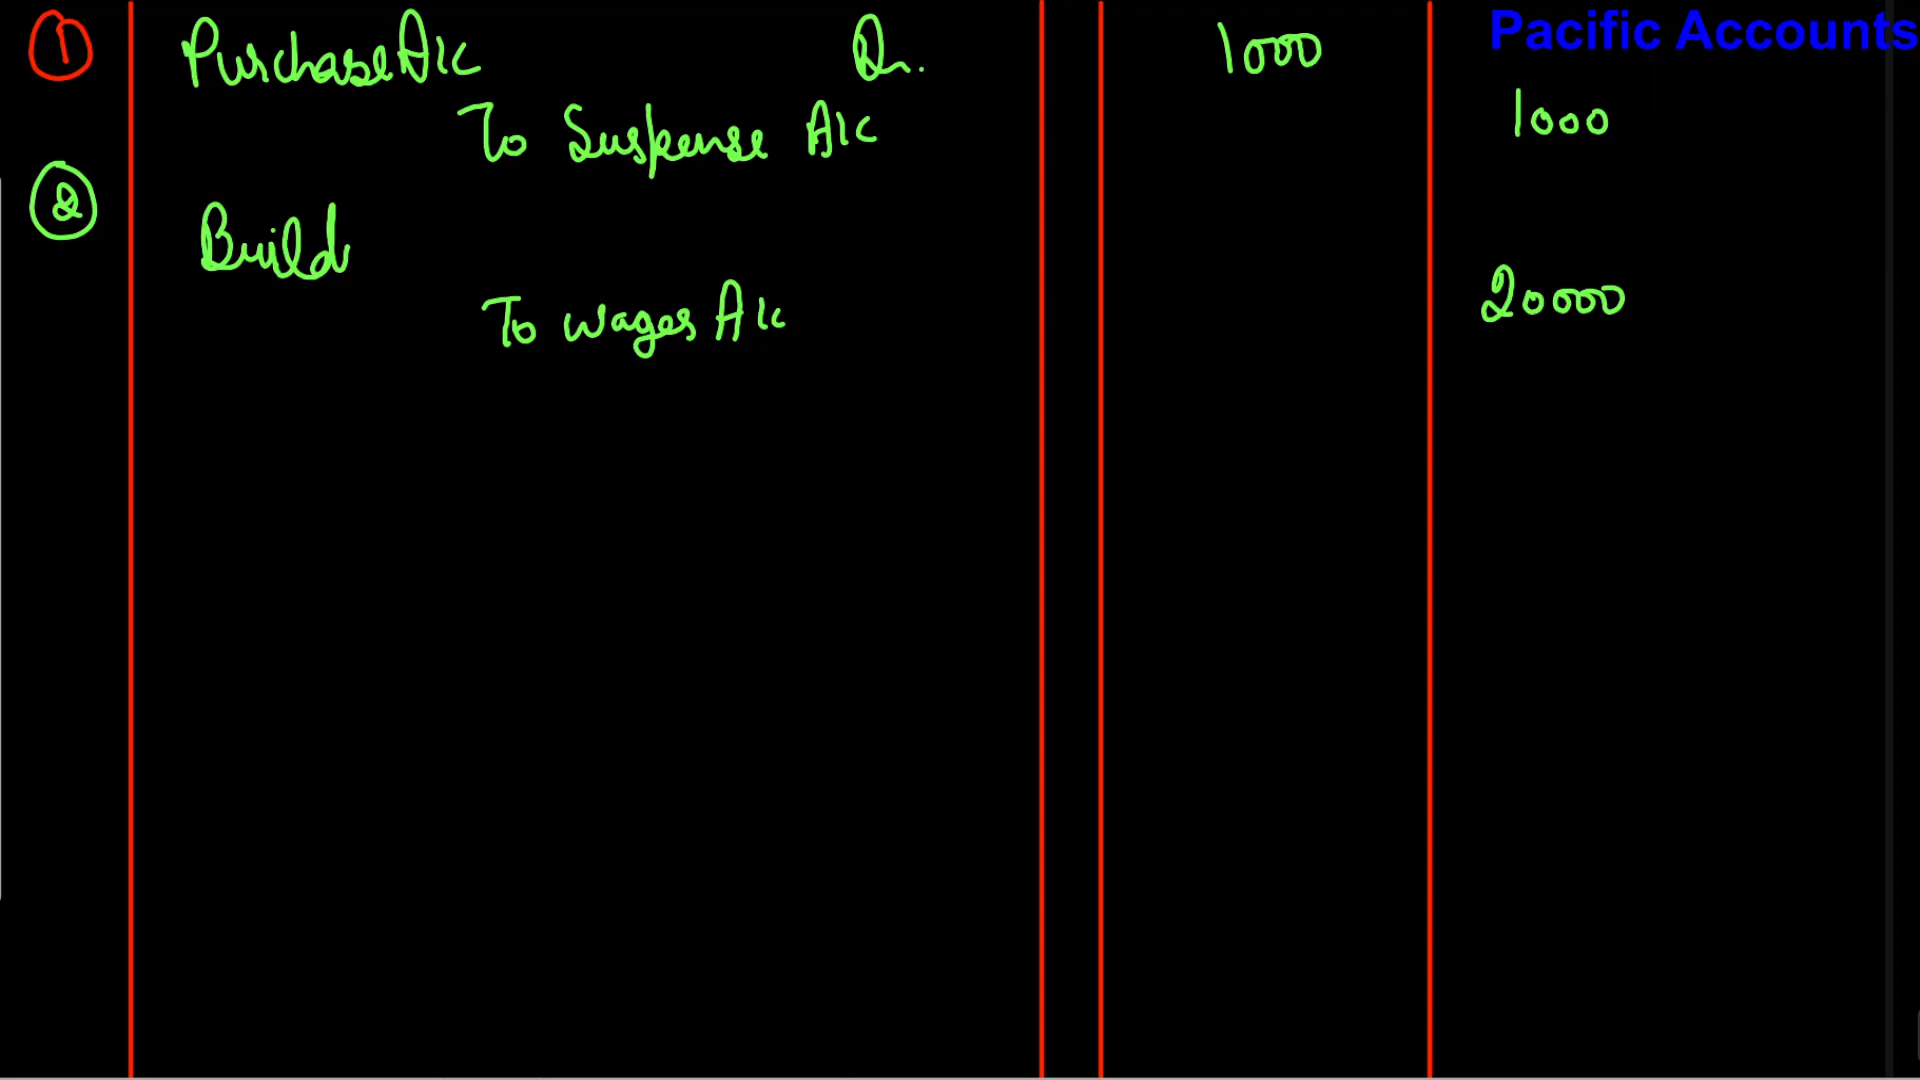 Pacific Accounts
① Purchase A/c Dr. 1000
To Suspense A/c 1000
② Build
To wages A/c 20000